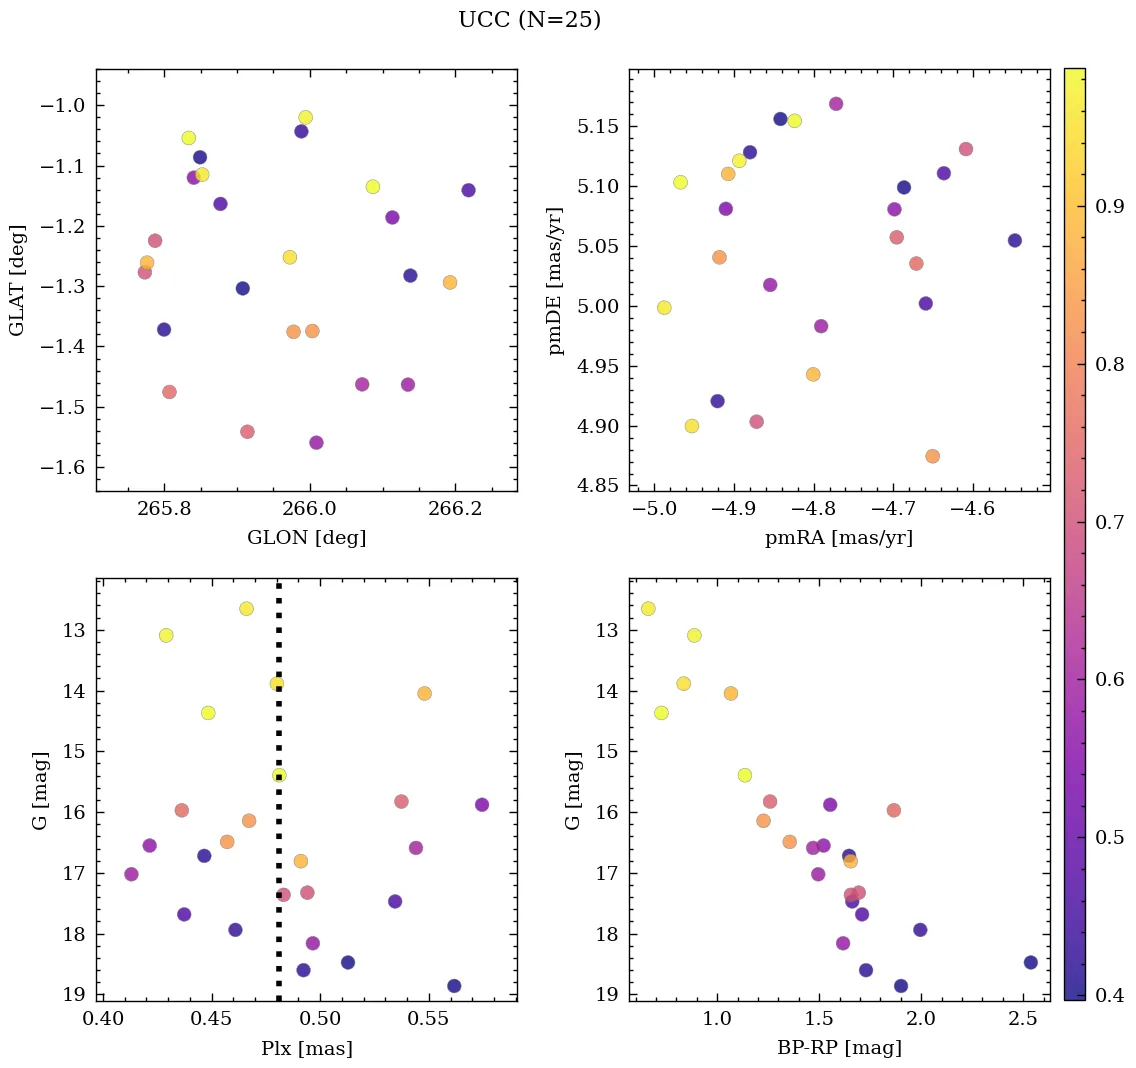 UCC (N=25)
−1.0
−1.1
−1.2
−1.3
−1.4
−1.5
−1.6
GLAT [deg]
265.8 266.0 266.2
GLON [deg]
5.15
5.10
5.05
5.00
4.95
4.90
4.85
pmDE [mas/yr]
−5.0 −4.9 −4.8 −4.7 −4.6
pmRA [mas/yr]
0.9
0.8
0.7
0.6
0.5
0.4
13
14
15
16
17
18
19
G [mag]
0.40 0.45 0.50 0.55
Plx [mas]
13
14
15
16
17
18
19
G [mag]
1.0 1.5 2.0 2.5
BP-RP [mag]